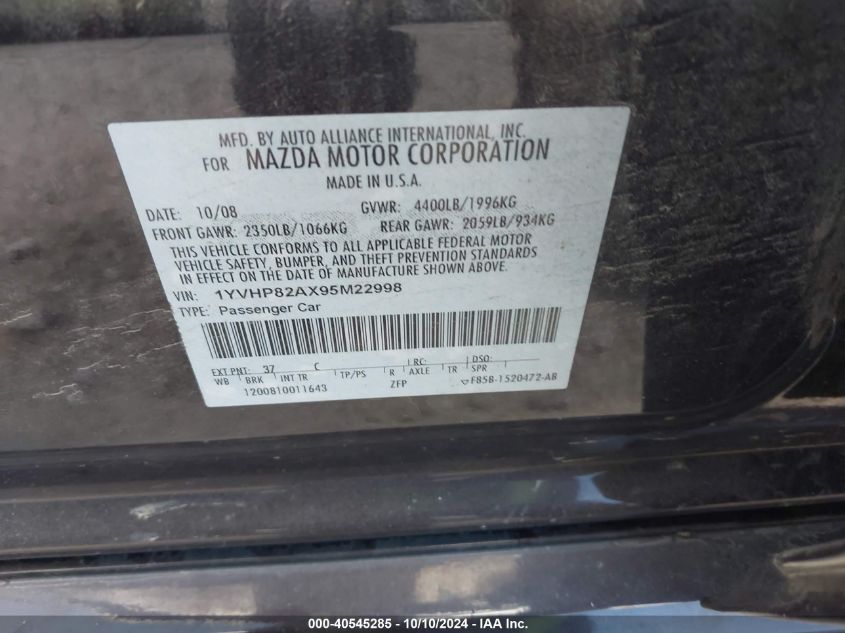 MFD. BY AUTO ALLIANCE INTERNATIONAL, INC.
FOR MAZDA MOTOR CORPORATION
MADE IN U.S.A.
DATE: 10/08 GVWR: 4400LB/1996KG
FRONT GAWR: 2350LB/1066KG REAR GAWR: 2059LB/934KG
THIS VEHICLE CONFORMS TO ALL APPLICABLE FEDERAL MOTOR
VEHICLE SAFETY, BUMPER, AND THEFT PREVENTION STANDARDS
IN EFFECT ON THE DATE OF MANUFACTURE SHOWN ABOVE.
VIN: 1YVHP82AX95M22998
TYPE: Passenger Car
EXT PNT: 37 C RC: DSO:
WB BRK INT TR TP/PS R AXLE TR SPR
1200810011643 ZFP F85B-1520472-AB
000-40545285 - 10/10/2024 - IAA Inc.